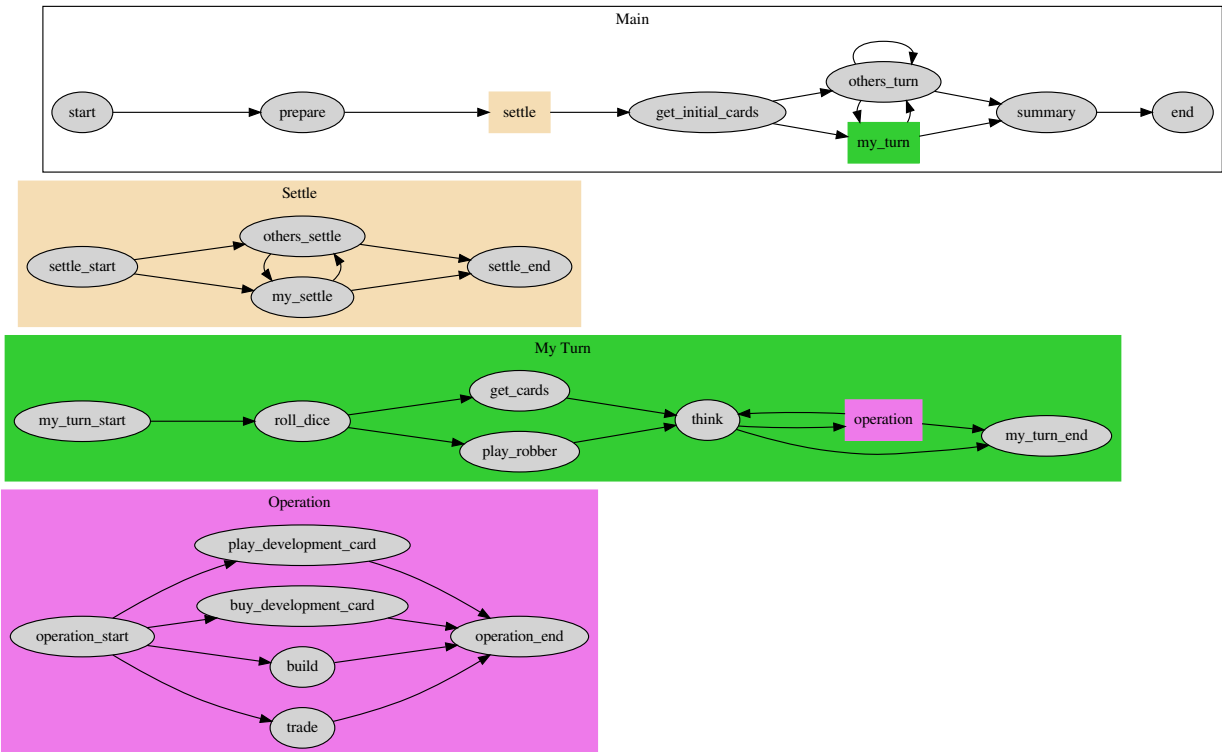 Main
start
prepare
settle
get_initial_cards
others_turn
my_turn
summary
end
Settle
settle_start
others_settle
my_settle
settle_end
My Turn
my_turn_start
roll_dice
get_cards
play_robber
think
operation
my_turn_end
Operation
operation_start
play_development_card
buy_development_card
build
trade
operation_end